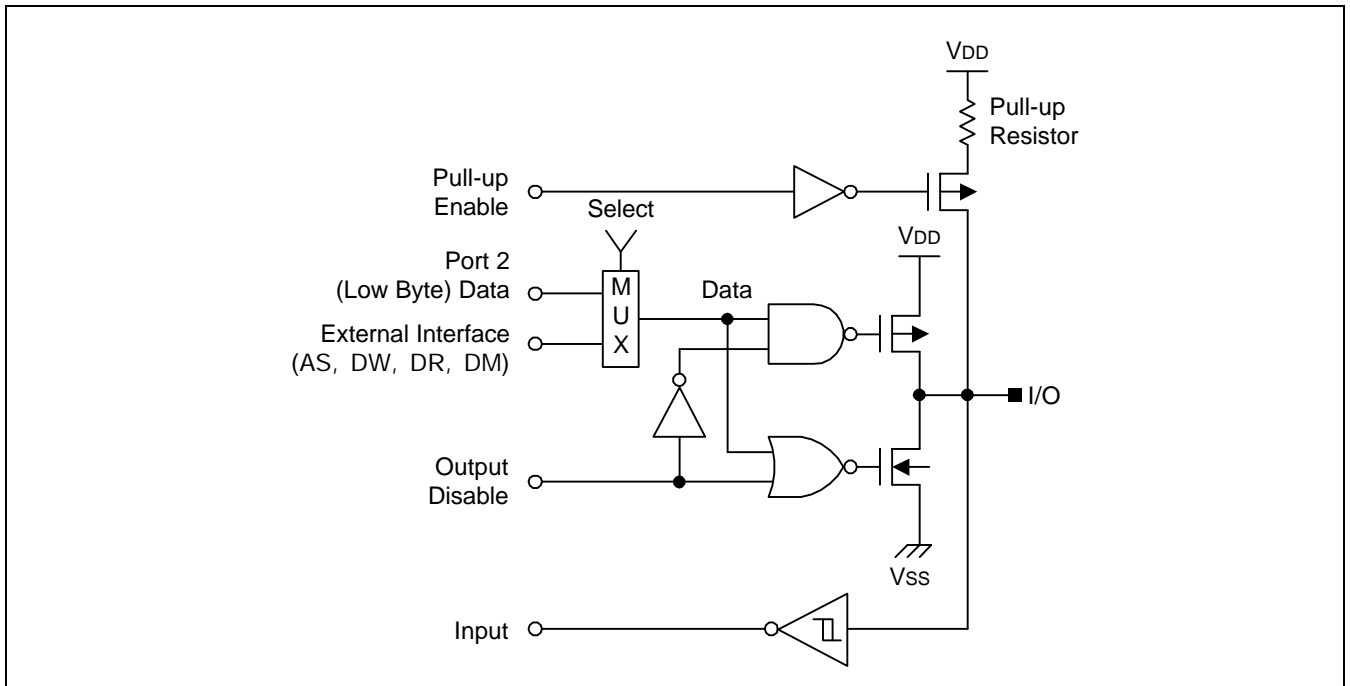 VDD
Pull-up
Resistor
Pull-up
Enable
Select
VDD
Port 2
(Low Byte) Data
M
U
X
Data
External Interface
(AS, DW, DR, DM)
I/O
Output
Disable
VSS
Input